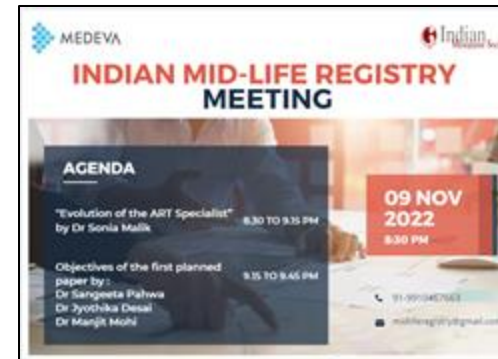 MEDEVA
Indian
INDIAN MID-LIFE REGISTRY
MEETING
AGENDA
"Evolution of the ART Specialist"
by Dr Sonia Malik
8.30 TO 9.15 PM
Objectives of the first planned
paper by :
Dr Sangeeta Pahwa
Dr Jyothika Desai
Dr Manjit Mohi
9.15 TO 9.45 PM
09 NOV
2022
8:30 PM